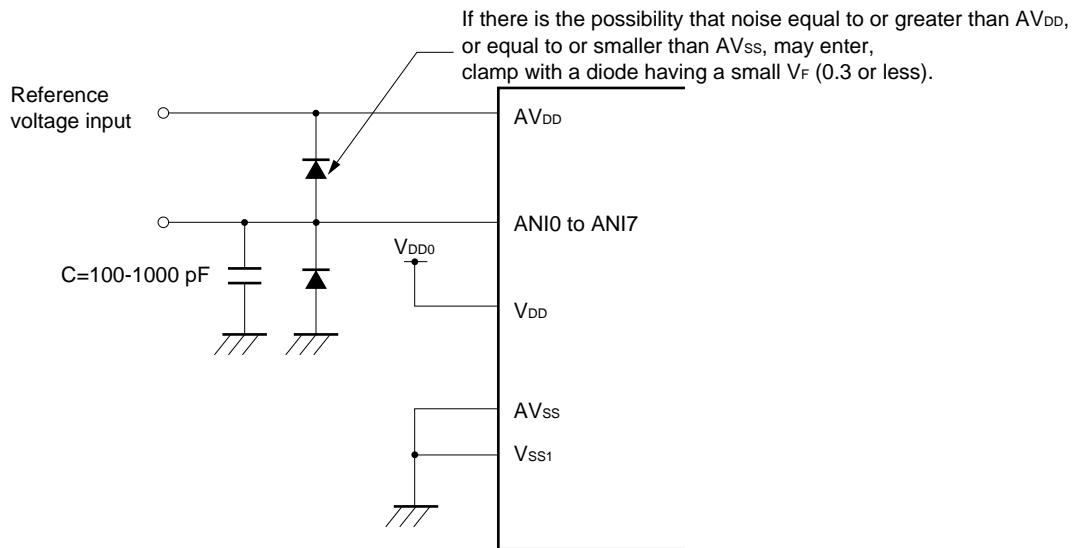 If there is the possibility that noise equal to or greater than AVDD,
or equal to or smaller than AVSS, may enter,
clamp with a diode having a small VF (0.3 or less).
Reference
voltage input
AVDD
ANI0 to ANI7
VDD0
C=100-1000 pF
VDD
AVSS
VSS1